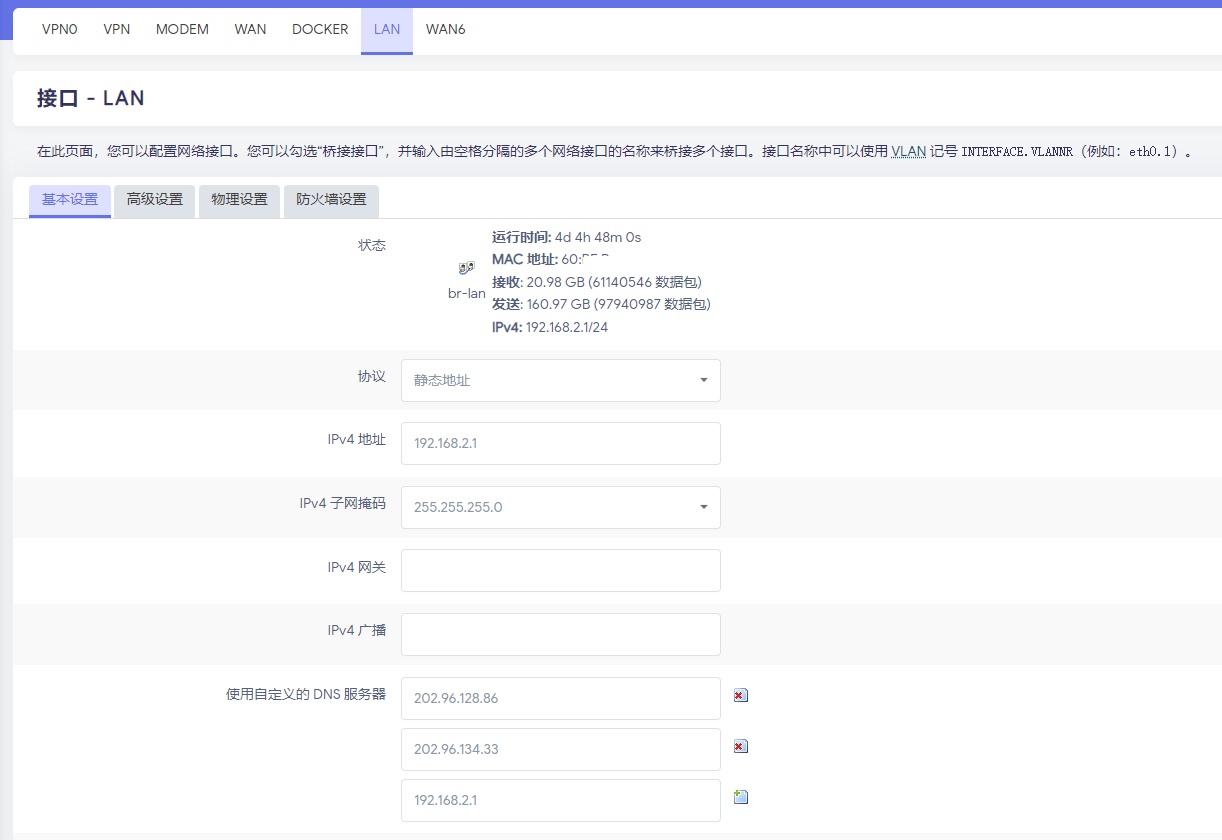 VPN0 VPN MODEM WAN DOCKER LAN WAN6
接口 - LAN
在此页面，您可以配置网络接口。您可以勾选“桥接接口”，并输入由空格分隔的多个网络接口的名称来桥接多个接口。接口名称中可以使用 VLAN 记号 INTERFACE.VLANNR（例如：eth0.1）。
基本设置 高级设置 物理设置 防火墙设置
状态
br-lan
运行时间: 4d 4h 48m 0s
MAC 地址: 60:
接收: 20.98 GB (61140546 数据包)
发送: 160.97 GB (97940987 数据包)
IPv4: 192.168.2.1/24
协议 静态地址
IPv4 地址 192.168.2.1
IPv4 子网掩码 255.255.255.0
IPv4 网关
IPv4 广播
使用自定义的 DNS 服务器 202.96.128.86
202.96.134.33
192.168.2.1